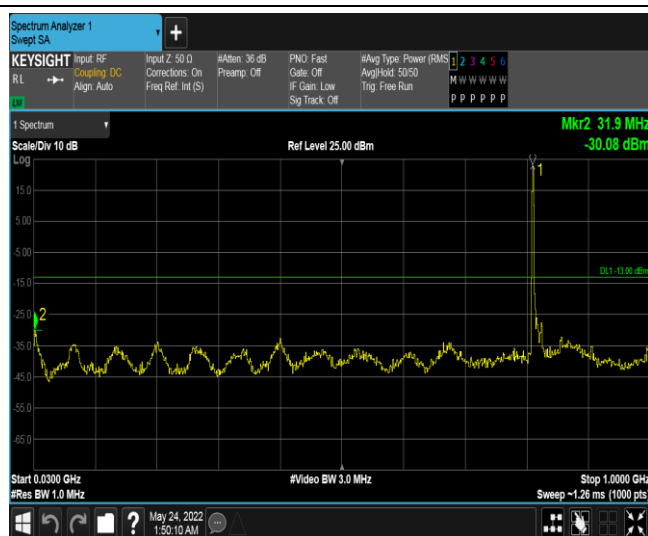 Spectrum Analyzer 1
Swept SA
KEYSIGHT
RL
LM
Input: RF
Coupling: DC
Align: Auto
Input Z: 50 Ω
Corrections: On
Freq Ref: Int (S)
#Atten: 36 dB
Preamp: Off
PNO: Fast
Gate: Off
IF Gain: Low
Sig Track: Off
#Avg Type: Power (RMS
Avg|Hold: 50/50
Trig: Free Run
1 2 3 4 5 6
M W W W W W
P P P P P P
1 Spectrum
Scale/Div 10 dB
Ref Level 25.00 dBm
Mkr2 31.9 MHz
-30.08 dBm
Log
1
15.0
5.00
-5.00
DL1 -13.00 dBm
-15.0
-25.0
2
-35.0
-45.0
-55.0
-65.0
Start 0.0300 GHz
#Video BW 3.0 MHz
Stop 1.0000 GHz
#Res BW 1.0 MHz
Sweep ~1.26 ms (1000 pts)
?
May 24, 2022
1:50:10 AM